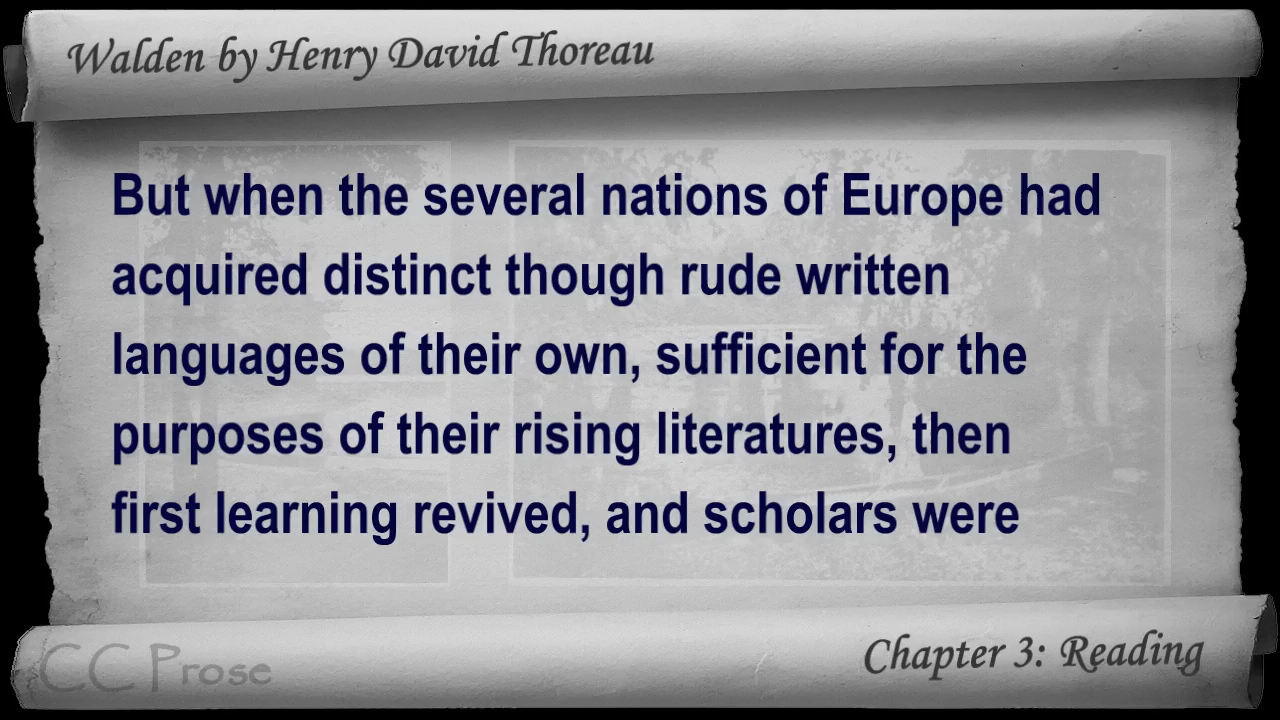 Walden by Henry David Thoreau
But when the several nations of Europe had
acquired distinct though rude written
languages of their own, sufficient for the
purposes of their rising literatures, then
first learning revived, and scholars were
CC Prose
Chapter 3: Reading